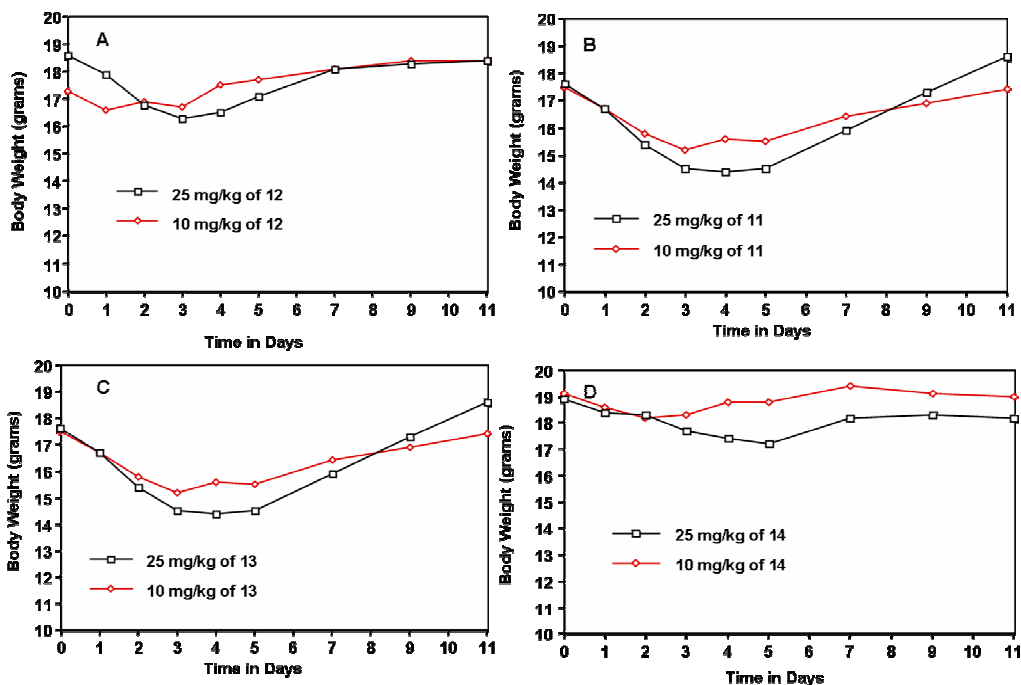 A
Body Weight (grams)
20
19
18
17
16
15
14
13
12
11
10
25 mg/kg of 12
10 mg/kg of 12
0 1 2 3 4 5 6 7 8 9 10 11
Time in Days
B
Body Weight (grams)
20
19
18
17
16
15
14
13
12
11
10
25 mg/kg of 11
10 mg/kg of 11
0 1 2 3 4 5 6 7 8 9 10 11
Time in Days
C
Body Weight (grams)
20
19
18
17
16
15
14
13
12
11
10
25 mg/kg of 13
10 mg/kg of 13
0 1 2 3 4 5 6 7 8 9 10 11
Time in Days
D
Body Weight (grams)
20
19
18
17
16
15
14
13
12
11
10
25 mg/kg of 14
10 mg/kg of 14
0 1 2 3 4 5 6 7 8 9 10 11
Time in Days